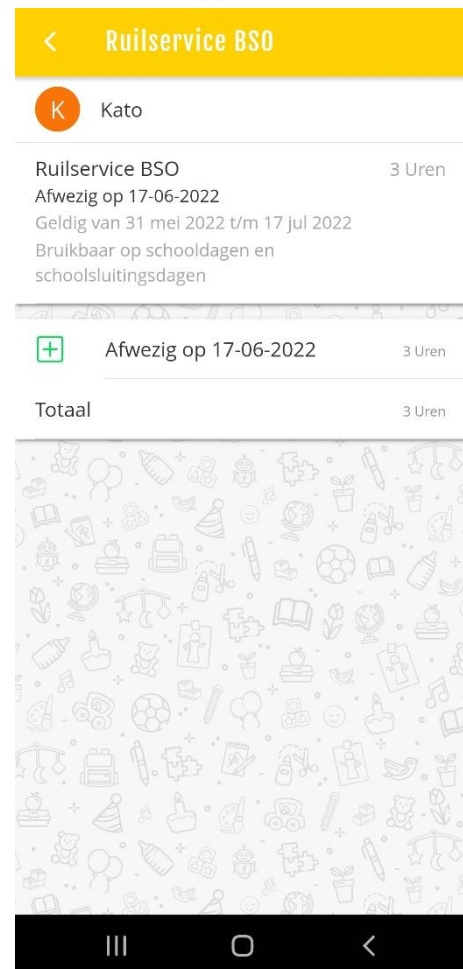 Ruilservice BSO
K
Kato
Ruilservice BSO 3 Uren
Afwezig op 17-06-2022
Geldig van 31 mei 2022 t/m 17 jul 2022
Bruikbaar op schooldagen en
schoolsluitingsdagen
Afwezig op 17-06-2022 3 Uren
Totaal 3 Uren